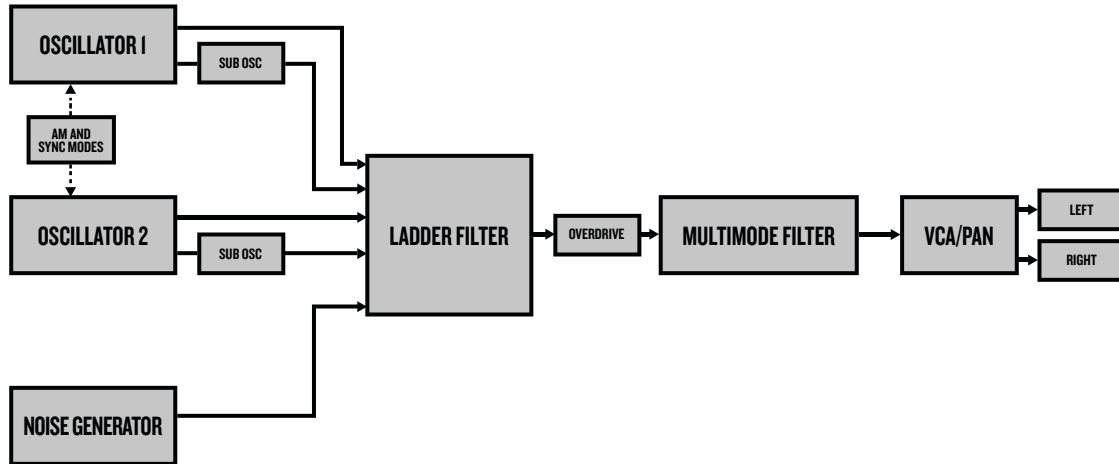 OSCILLATOR 1
SUB OSC
AM AND
SYNC MODES
OSCILLATOR 2
SUB OSC
NOISE GENERATOR
LADDER FILTER
OVERDRIVE
MULTIMODE FILTER
VCA/PAN
LEFT
RIGHT